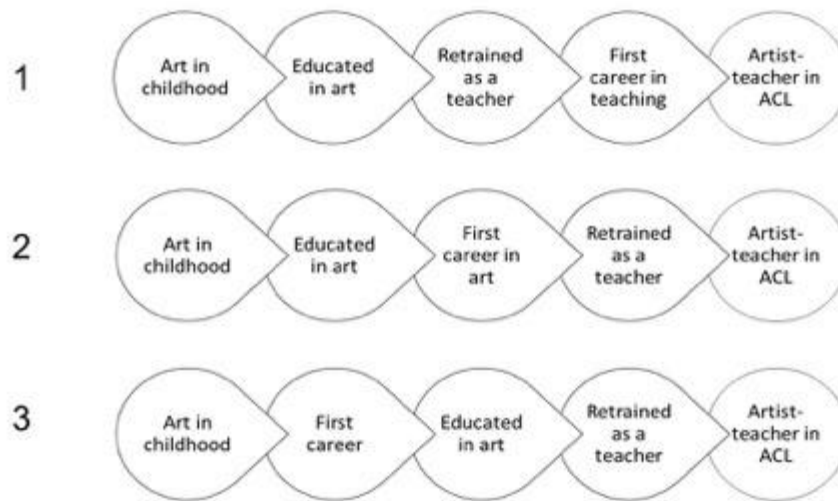 1
Art in
childhood
Educated
in art
Retrained
as a
teacher
First
career in
teaching
Artist-
teacher in
ACL
2
Art in
childhood
Educated
in art
First
career in
art
Retrained
as a
teacher
Artist-
teacher in
ACL
3
Art in
childhood
First
career
Educated
in art
Retrained
as a
teacher
Artist-
teacher in
ACL